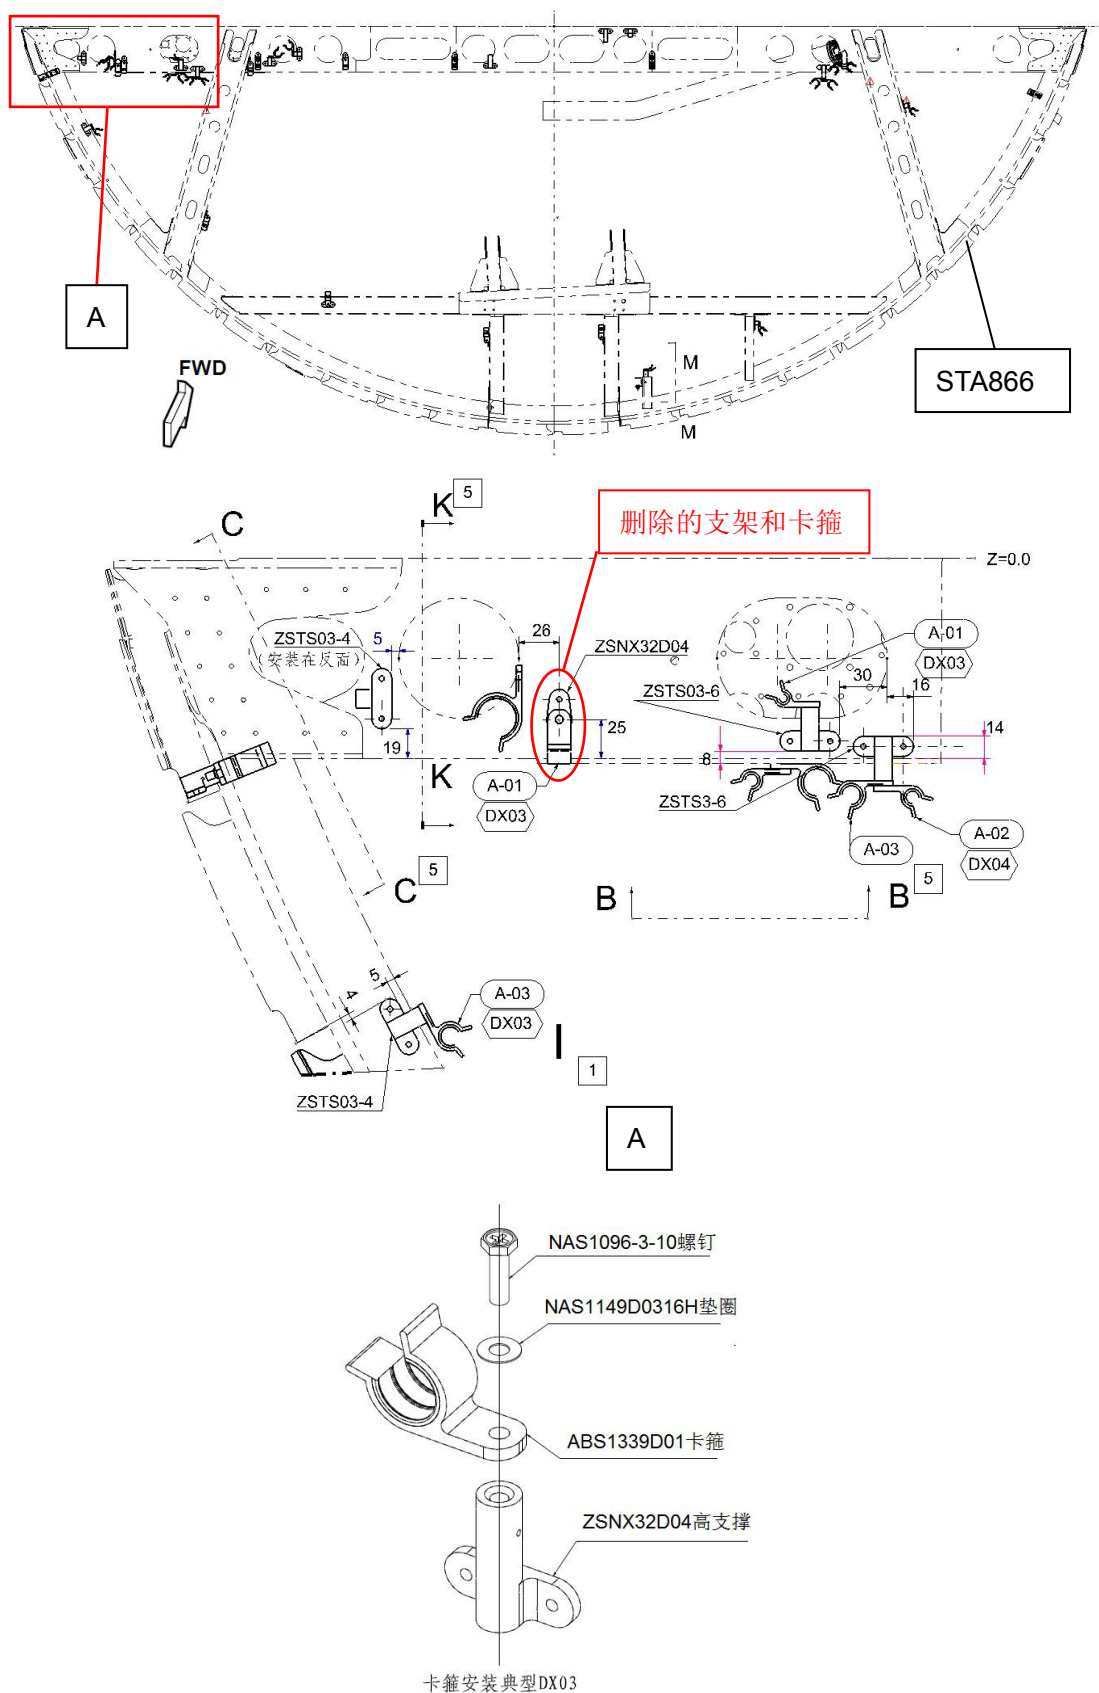 A
FWD
STA866
M
M
K
5
C
删除的支架和卡箍
Z=0.0
ZSTS03-4
(安装在反面)
5
26
ZSNX32D04
A-01
DX03
ZSTS03-6
30
16
25
14
19
8
K
A-01
DX03
ZSTS3-6
A-02
A-03
DX04
C
5
B
B
5
5
4
A-03
DX03
I
1
ZSTS03-4
A
NAS1096-3-10螺钉
NAS1149D0316H垫圈
ABS1339D01卡箍
ZSNX32D04高支撑
卡箍安装典型DX03